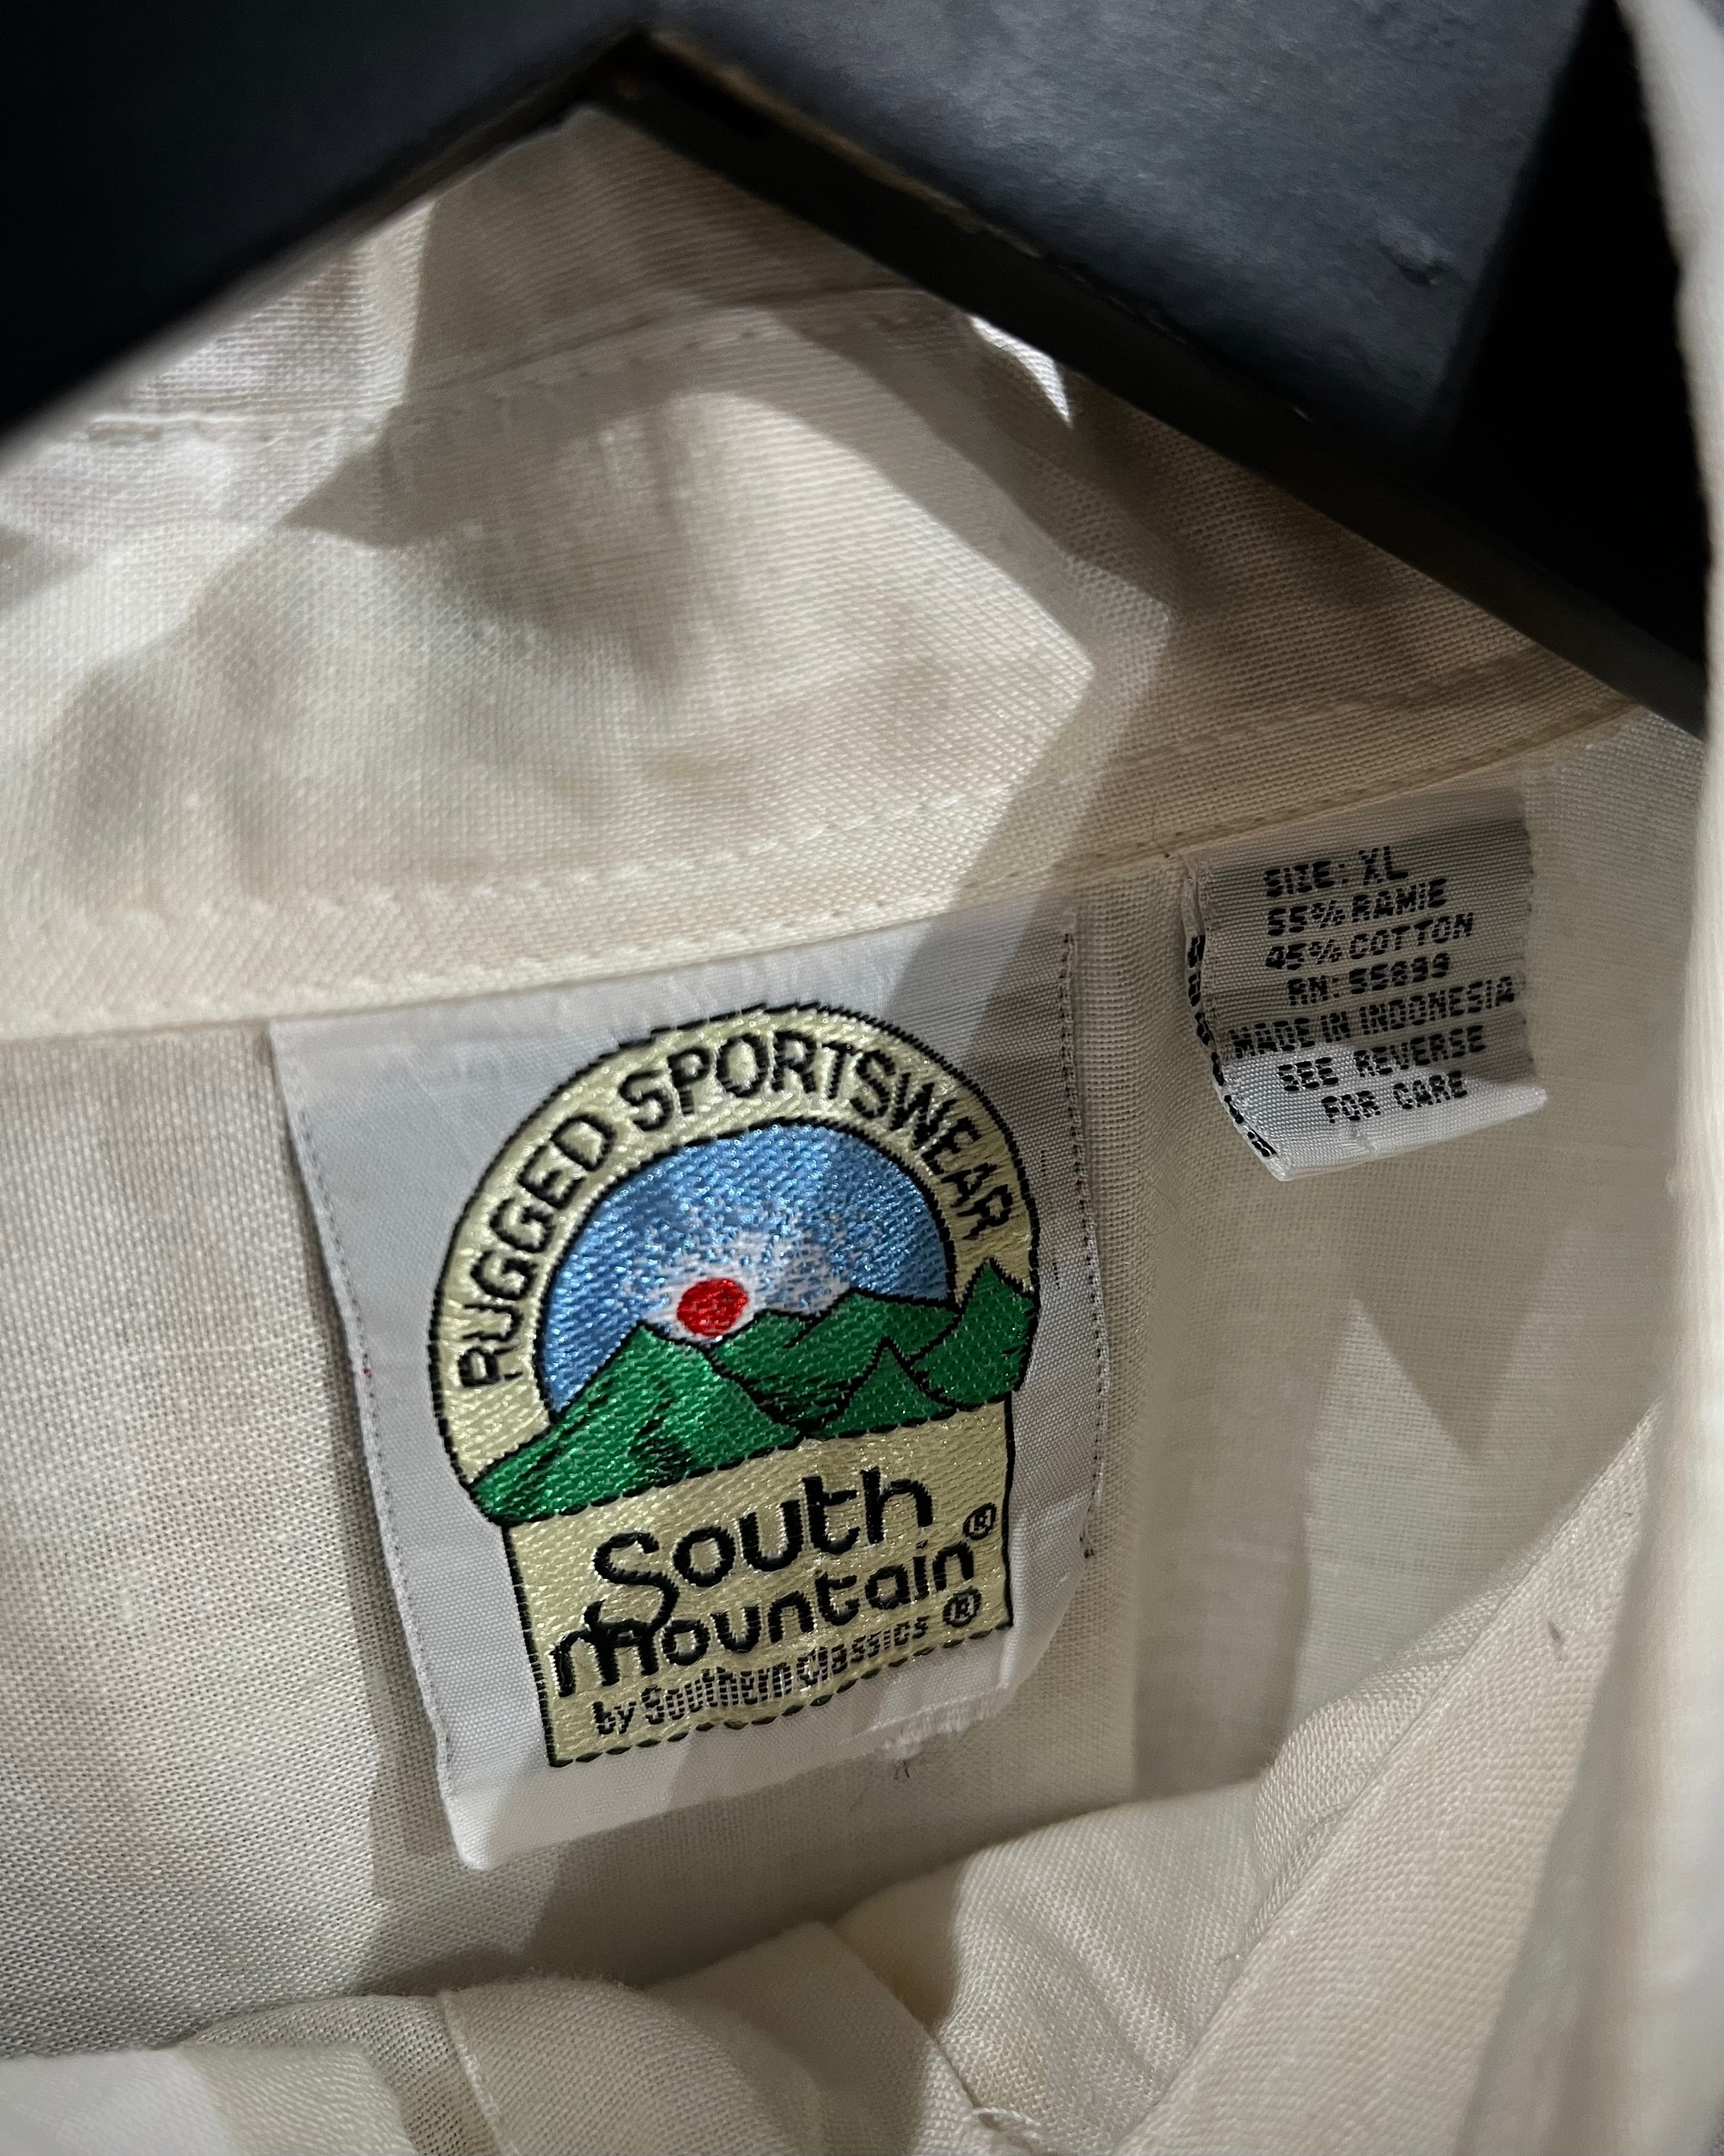 RUGGED SPORTSWEAR
South
mountain®
by Southern Classics ®
SIZE: XL
55% RAMIE
45% COTTON
RN: 55899
MADE IN INDONESIA
SEE REVERSE
FOR CARE